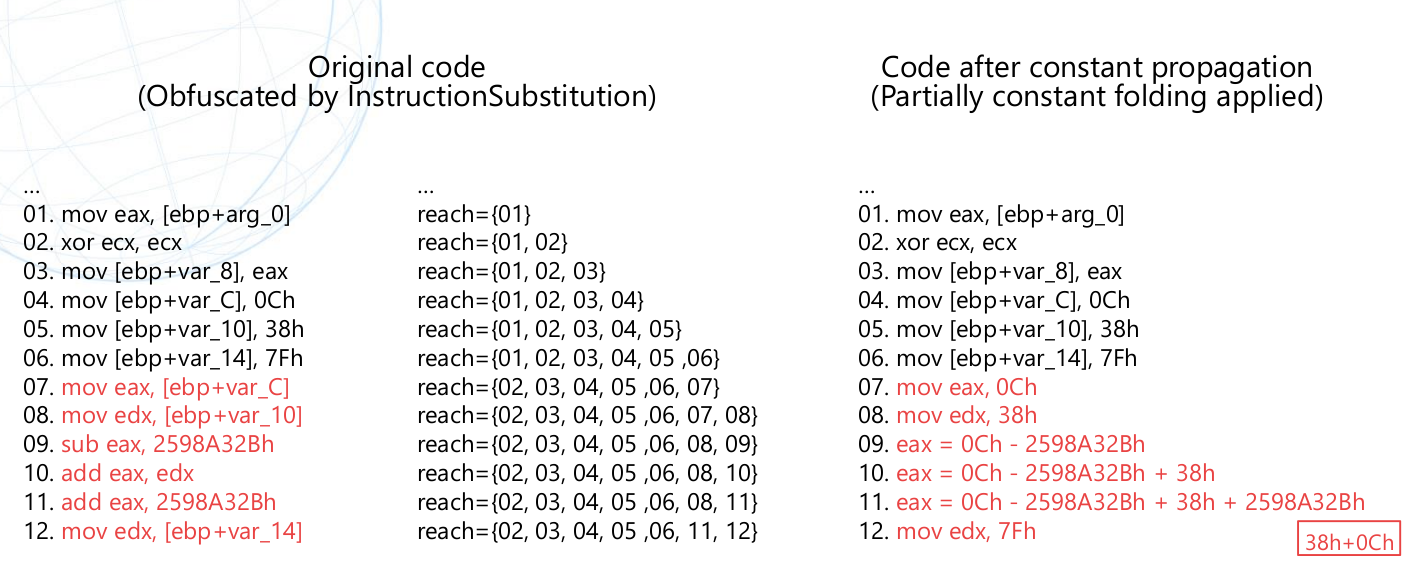 Original code
(Obfuscated by InstructionSubstitution)
...
01. mov eax, [ebp+arg_0]
02. xor ecx, ecx
03. mov [ebp+var_8], eax
04. mov [ebp+var_C], 0Ch
05. mov [ebp+var_10], 38h
06. mov [ebp+var_14], 7Fh
07. mov eax, [ebp+var_C]
08. mov edx, [ebp+var_10]
09. sub eax, 2598A32Bh
10. add eax, edx
11. add eax, 2598A32Bh
12. mov edx, [ebp+var_14]
...
reach={01}
reach={01, 02}
reach={01, 02, 03}
reach={01, 02, 03, 04}
reach={01, 02, 03, 04, 05}
reach={01, 02, 03, 04, 05 ,06}
reach={02, 03, 04, 05 ,06, 07}
reach={02, 03, 04, 05 ,06, 07, 08}
reach={02, 03, 04, 05 ,06, 08, 09}
reach={02, 03, 04, 05 ,06, 08, 10}
reach={02, 03, 04, 05 ,06, 08, 11}
reach={02, 03, 04, 05 ,06, 11, 12}
Code after constant propagation
(Partially constant folding applied)
...
01. mov eax, [ebp+arg_0]
02. xor ecx, ecx
03. mov [ebp+var_8], eax
04. mov [ebp+var_C], 0Ch
05. mov [ebp+var_10], 38h
06. mov [ebp+var_14], 7Fh
07. mov eax, 0Ch
08. mov edx, 38h
09. eax = 0Ch - 2598A32Bh
10. eax = 0Ch - 2598A32Bh + 38h
11. eax = 0Ch - 2598A32Bh + 38h + 2598A32Bh
12. mov edx, 7Fh
38h+0Ch